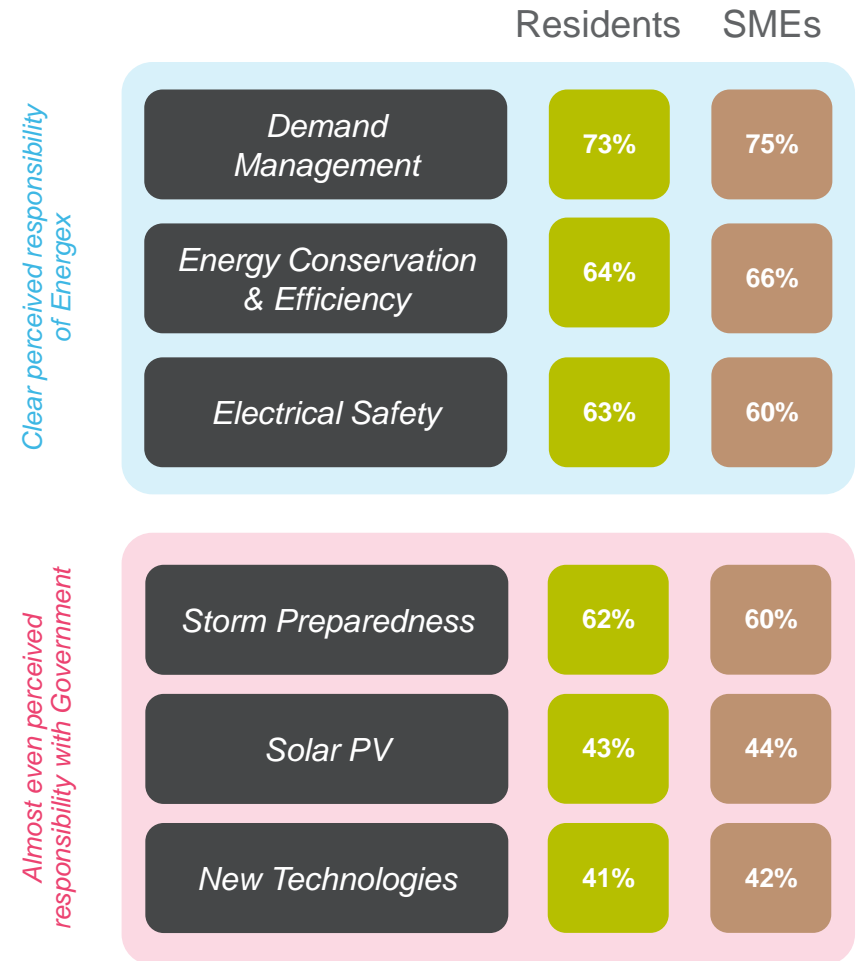 Residents SMEs
Clear perceived responsibility
of Energex
Demand
Management
73% 75%
Energy Conservation
& Efficiency
64% 66%
Electrical Safety
63% 60%
Almost even perceived
responsibility with Government
Storm Preparedness
62% 60%
Solar PV
43% 44%
New Technologies
41% 42%